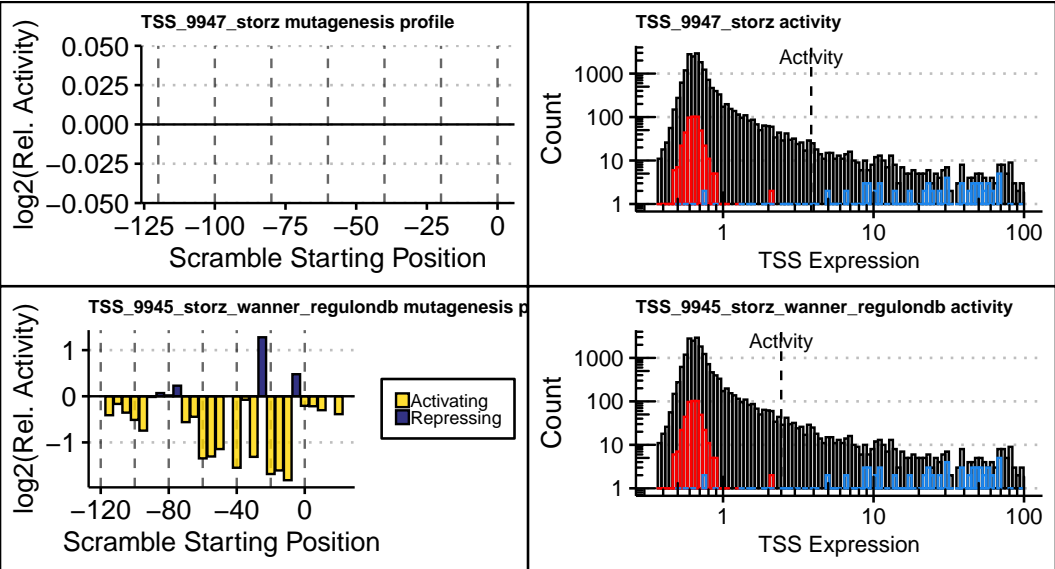 TSS_9947_storz mutagenesis profile
log2(Rel. Activity)
0.050
0.025
0.000
−0.025
−0.050
−125 −100 −75 −50 −25 0
Scramble Starting Position
TSS_9947_storz activity
Activity
Count
1000
100
10
1
1 10 100
TSS Expression
TSS_9945_storz_wanner_regulondb mutagenesis p
log2(Rel. Activity)
1
0
−1
−120 −80 −40 0
Scramble Starting Position
Activating
Repressing
TSS_9945_storz_wanner_regulondb activity
Activity
Count
1000
100
10
1
1 10 100
TSS Expression